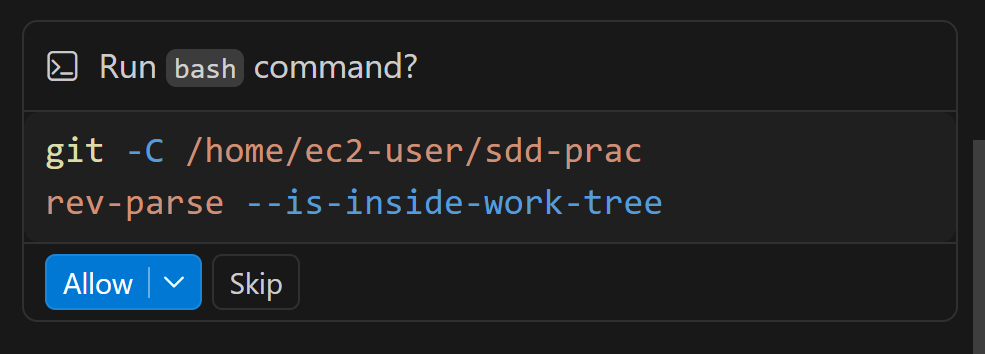 Run bash command?
git -C /home/ec2-user/sdd-prac
rev-parse --is-inside-work-tree
Allow
Skip